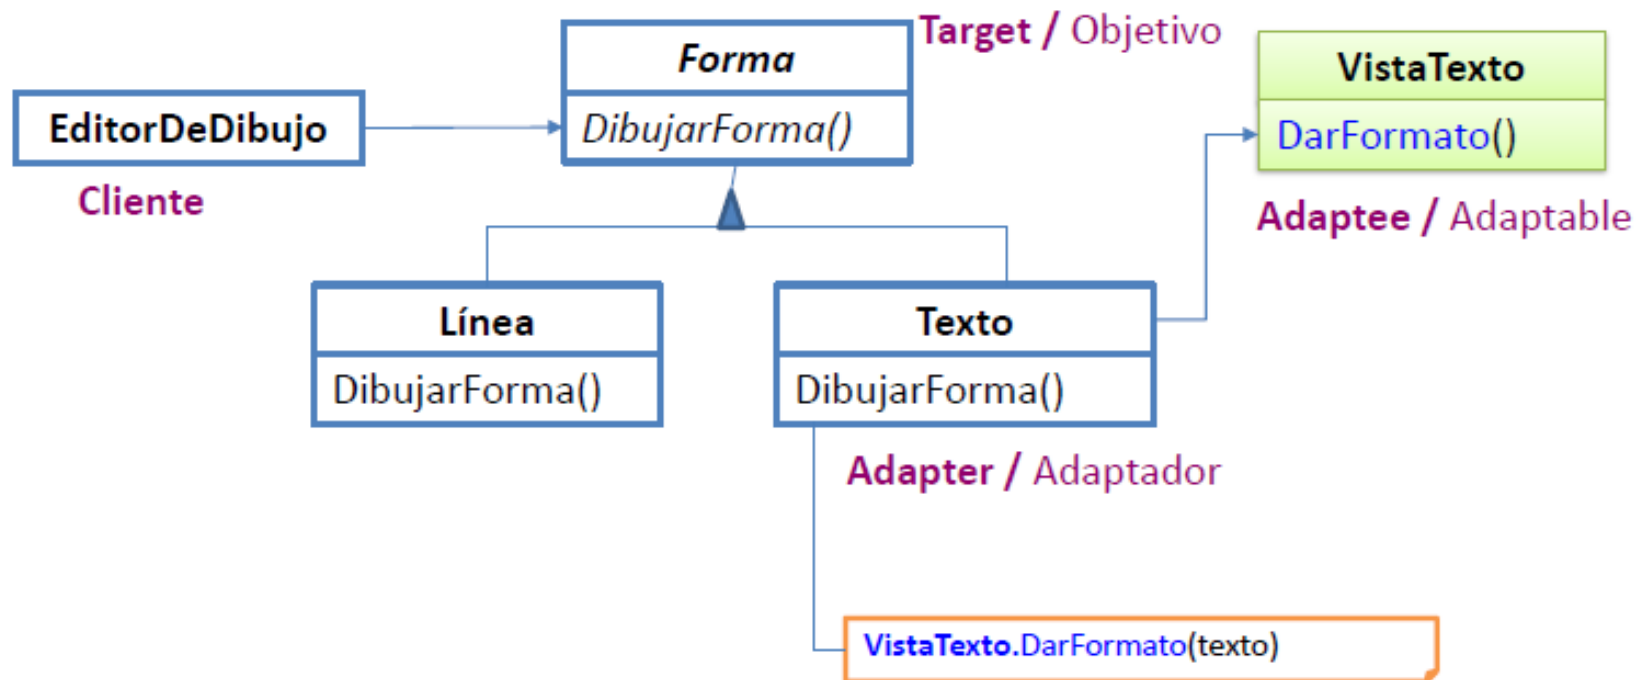 Target / Objetivo
Forma
DibujarForma()
VistaTexto
DarFormato()
Adaptee / Adaptable
EditorDeDibujo
Cliente
Línea
DibujarForma()
Texto
DibujarForma()
Adapter / Adaptador
VistaTexto.DarFormato(texto)